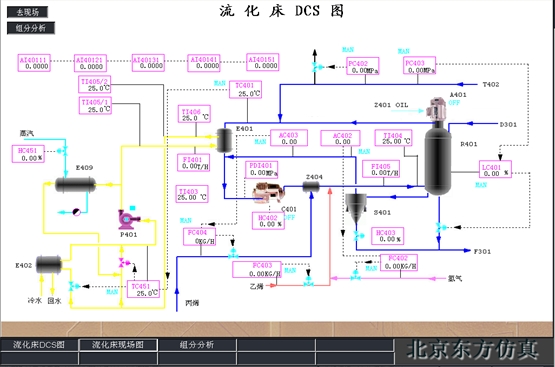 去现场
流 化 床 DCS 图
组分分析
AI40111 0.0000
AI40121 0.0000
AI40131 0.0000
AI40141 0.0000
AI40151 0.0000
MAN
PC402 0.00MPa
PC403 0.00MPa
TI405/2 25.0℃
TC401 25.0℃
T402
MAN
A401
OFF
TI405/1 25.0℃
Z401 OIL
TI406 25.0 ℃
E401
AC403 0.00
AC402 0.00
TI404 25.0℃
D301
R401
蒸汽
HC451 0.00 %
MAN
MAN
FI401 0.00T/H
PDI401 0.00MPa
Z404
FI405 0.00T/H
LC401 0.00 %
E409
TI403 25.0℃
MAN
C401
OFF
HC402 0.00 %
S401
P401
FC404 0KG/H
HC403 0.00 %
MAN
F301
E402
MAN
FC403 0.00KG/H
FC402 0.00KG/H
TC451 25.0℃
MAN
MAN
氢气
乙烯
冷水
回水
丙烯
流化床DCS图
流化床现场图
组分分析
北京东方仿真